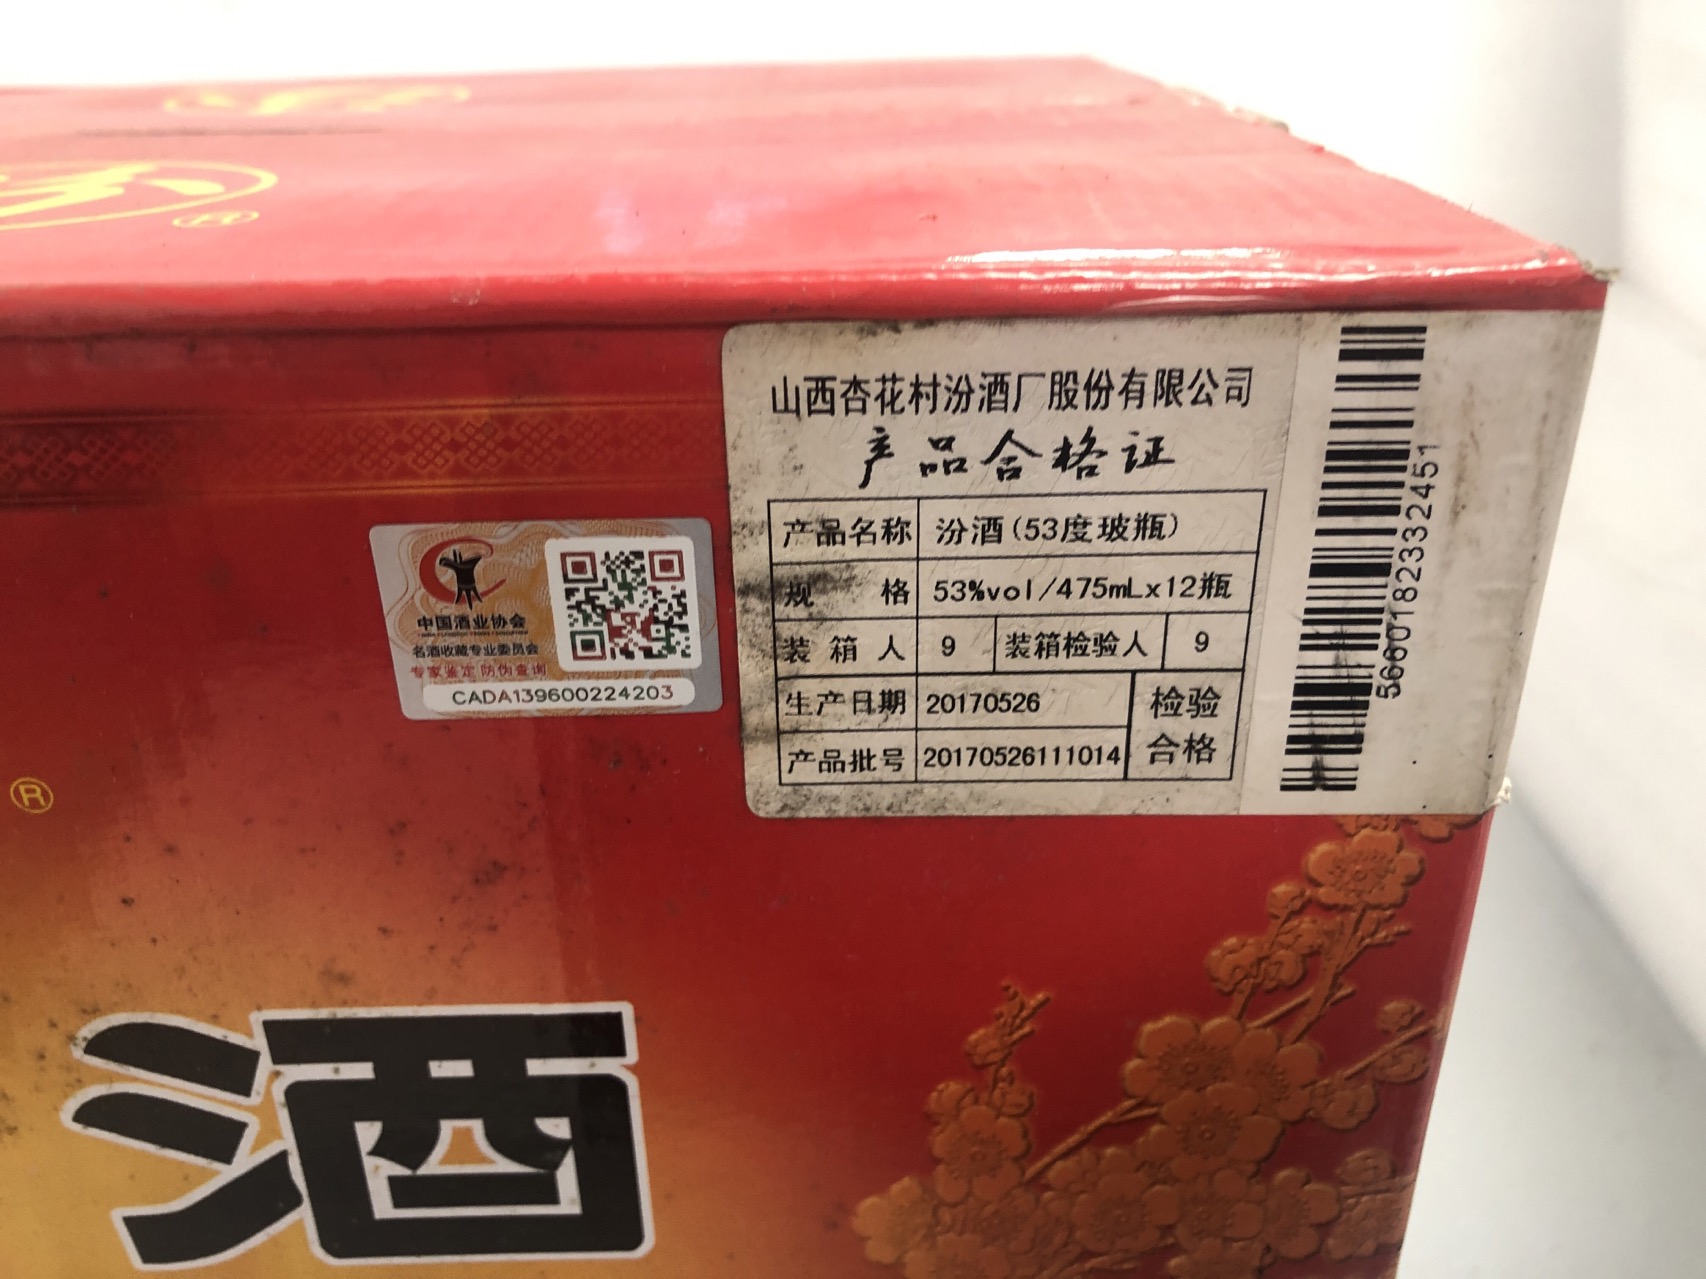 山西杏花村汾酒厂股份有限公司
产品合格证
产品名称 汾酒(53度玻瓶)
规 格 53%vol/475mLx12瓶
装 箱 人 9 装箱检验人 9
生产日期 20170526 检验
产品批号 20170526111014 合格
5660182332451
中国酒业协会
名酒收藏专业委员会
专家鉴定防伪查询
CADA139600224203
®
®
酒